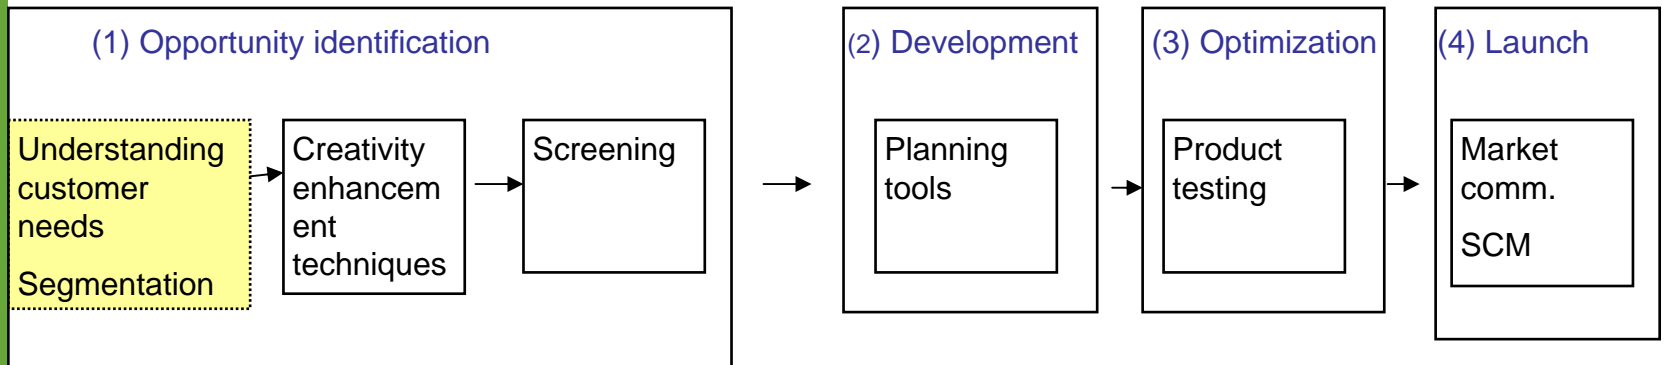 (1) Opportunity identification
Understanding
customer
needs
Segmentation
Creativity
enhancem
ent
techniques
Screening
(2) Development
Planning
tools
(3) Optimization
Product
testing
(4) Launch
Market
comm.
SCM